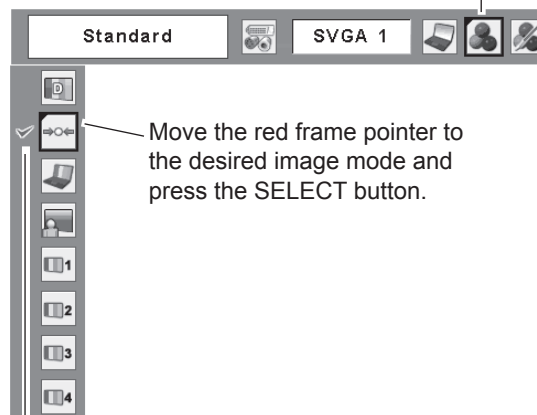 Standard
SVGA 1
D
Move the red frame pointer to
the desired image mode and
press the SELECT button.
1
2
3
4